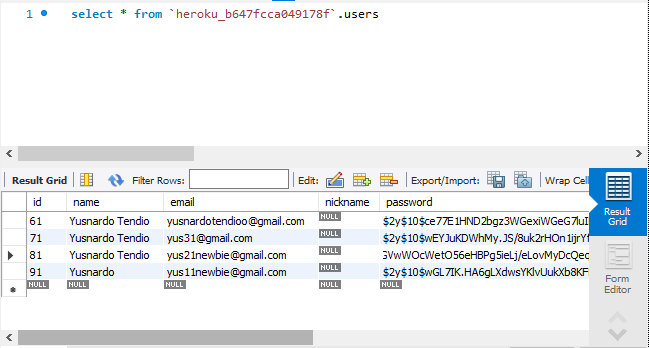 1 select * from `heroku_b647fcca049178f`.users
Result Grid Filter Rows: Edit: Export/Import: Wrap Cell
id name email nickname password
61 Yusnardo Tendio yusnardotendioo@gmail.com NULL $2y$10$ce77E1HND2bgz3WGexiWGeG7uI
71 Yusnardo Tendio yus31@gmail.com NULL $2y$10$wEYJuKDWhMy.JS/8uk2rHOn1ijrYf
81 Yusnardo Tendio yus21newbie@gmail.com NULL GVwWOcWetO56eHBPg5ieLj/eLovMyDcQeo
91 Yusnardo yus11newbie@gmail.com NULL $2y$10$wGL7IK.HA6gLXdwsYKlvUukXb8KF
NULL NULL NULL NULL NULL
Result
Grid
Form
Editor